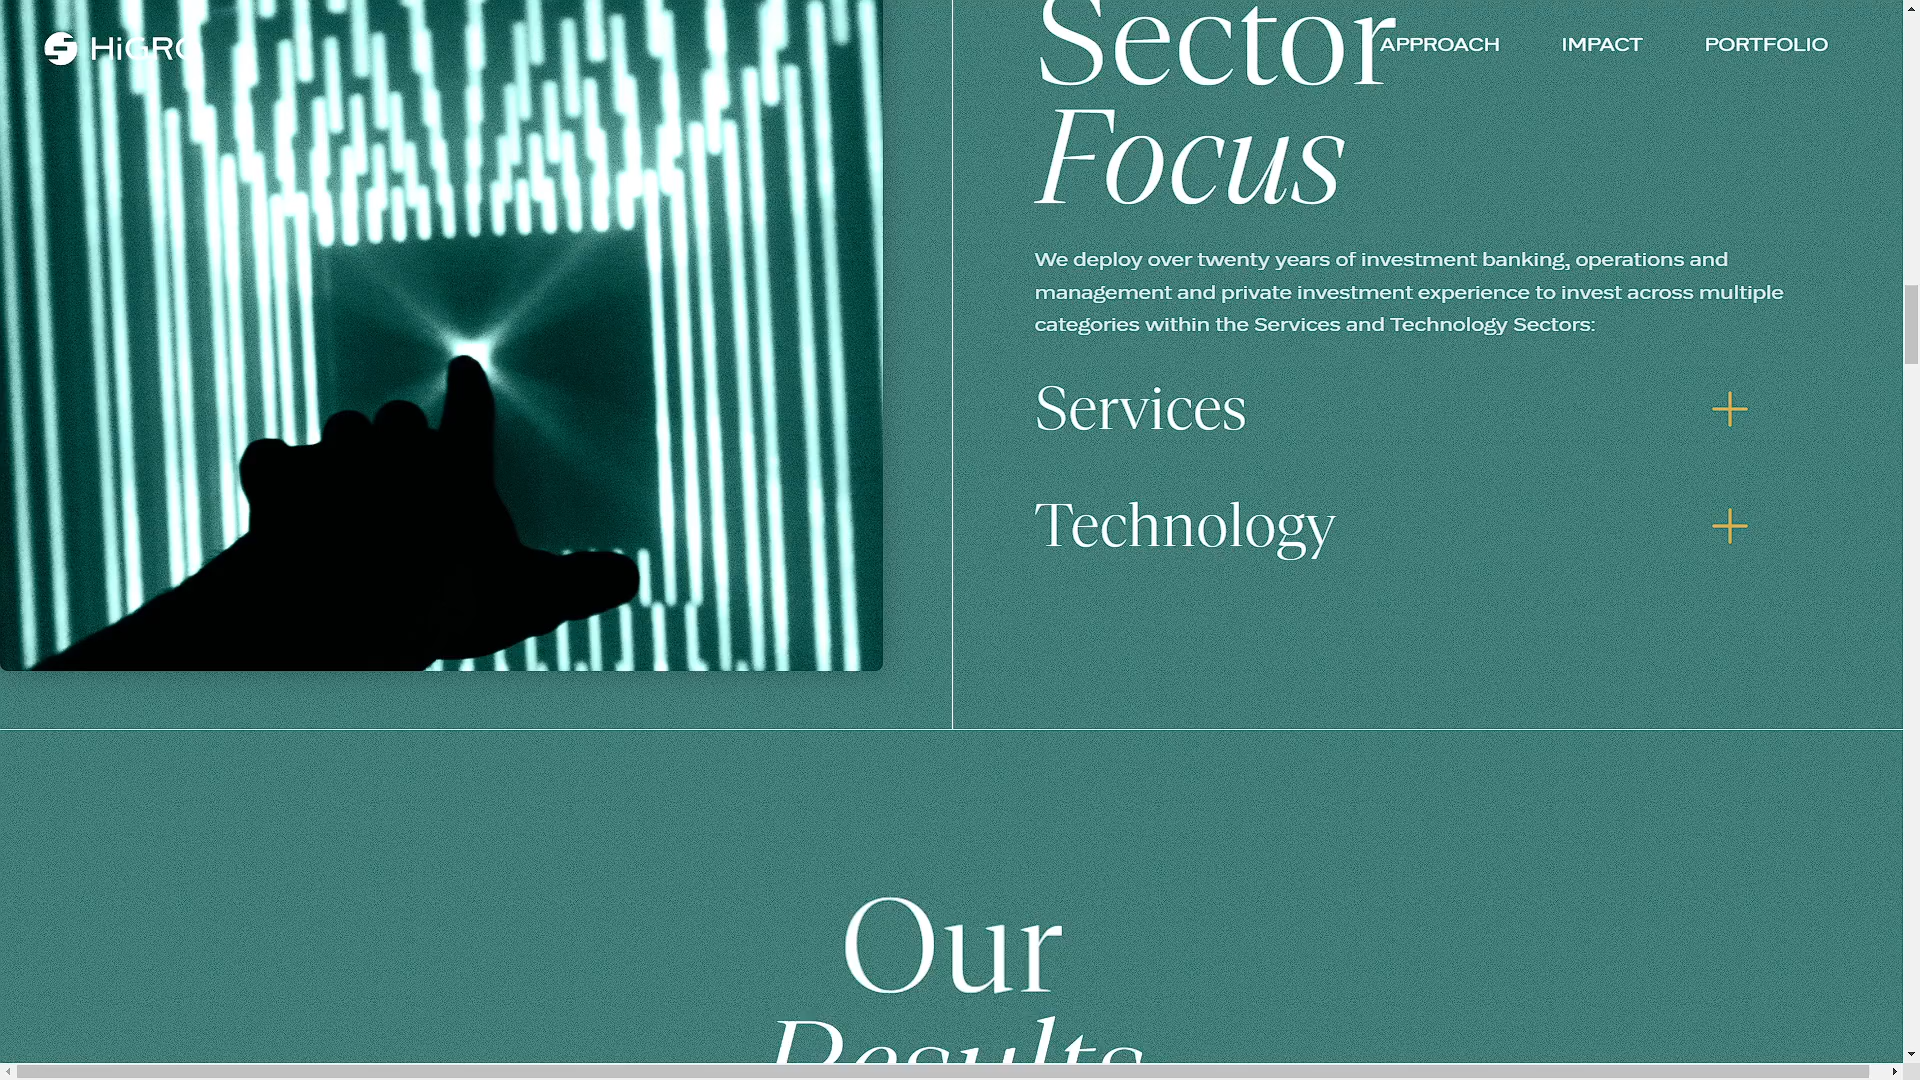 HiGRO
APPROACH
IMPACT
PORTFOLIO
Sector
Focus
We deploy over twenty years of investment banking, operations and
management and private investment experience to invest across multiple
categories within the Services and Technology Sectors:
Services
Technology
Our
Results